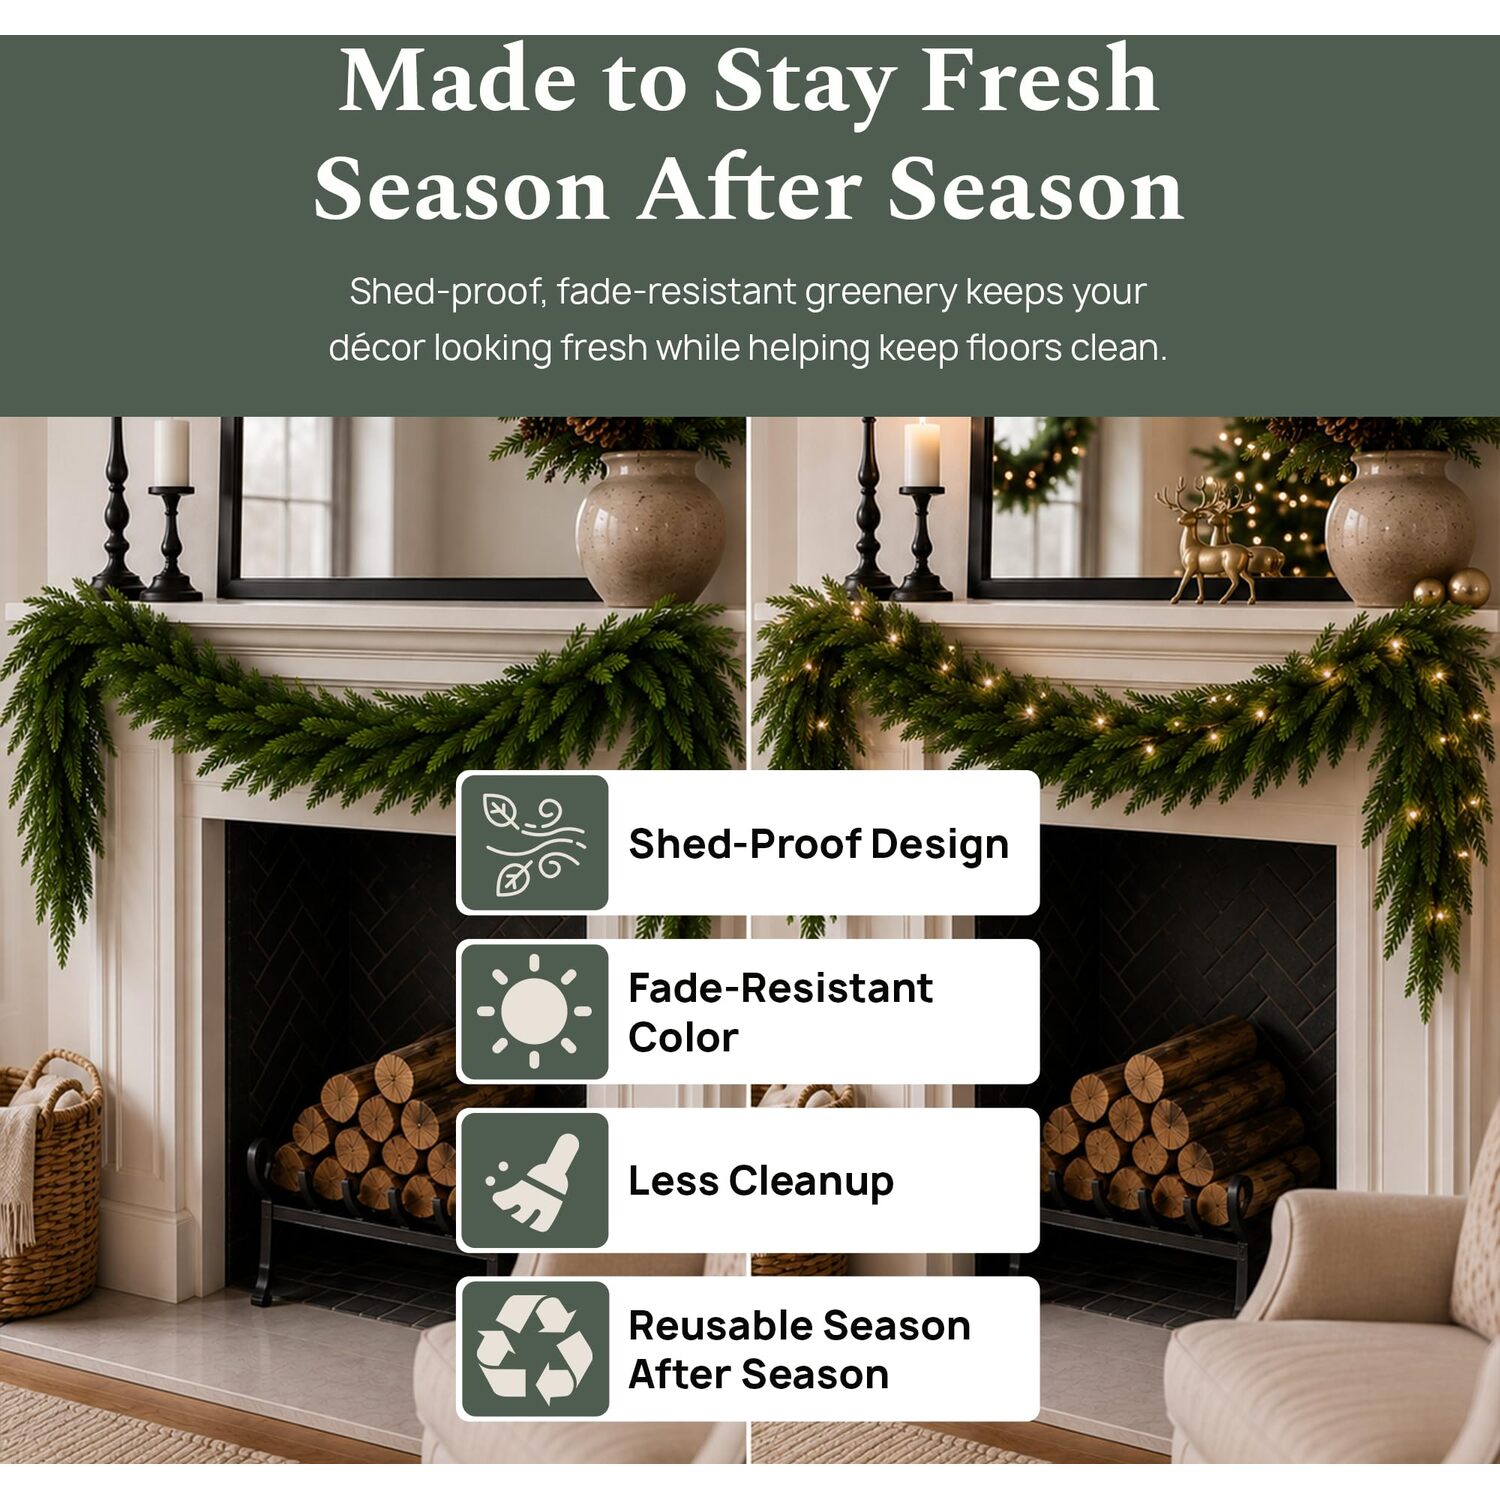 Made to Stay Fresh
Season After Season
Shed-proof, fade-resistant greenery keeps your
décor looking fresh while helping keep floors clean.
Shed-Proof Design
Fade-Resistant
Color
Less Cleanup
Reusable Season
After Season